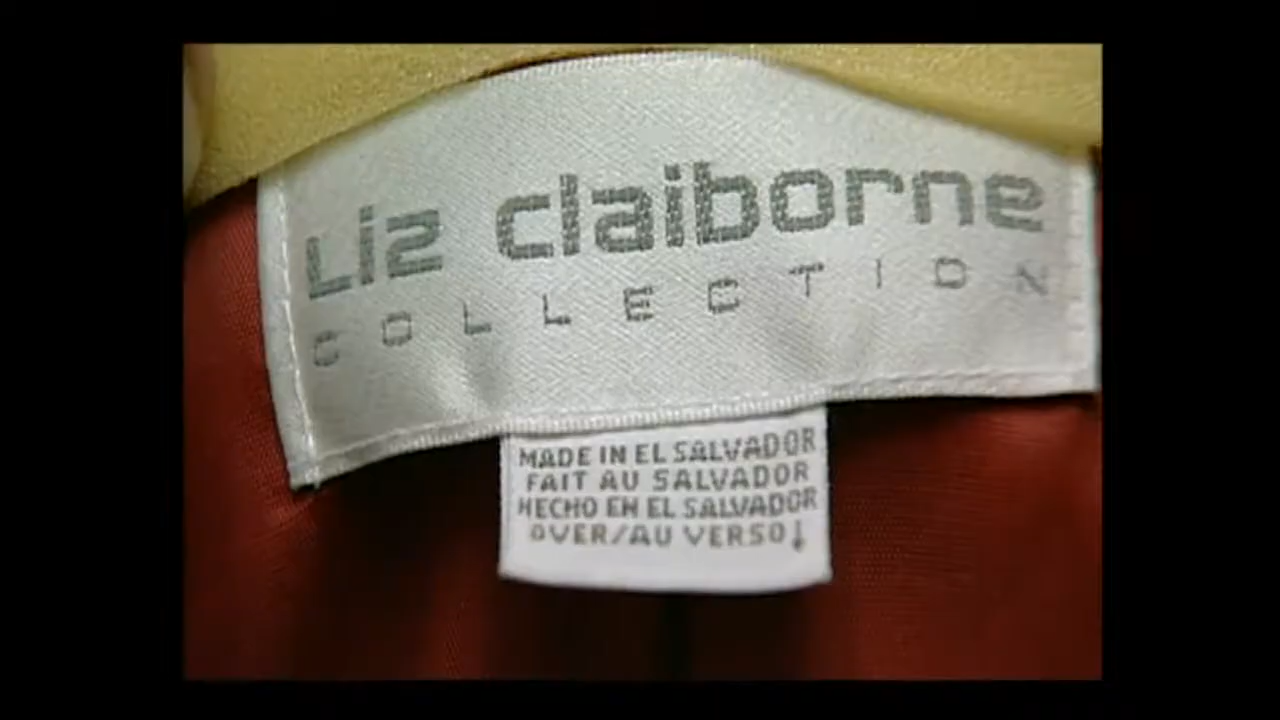 Liz claiborne
COLLECTION
MADE IN EL SALVADOR
FAIT AU SALVADOR
HECHO EN EL SALVADOR
OVER/AU VERSO↓